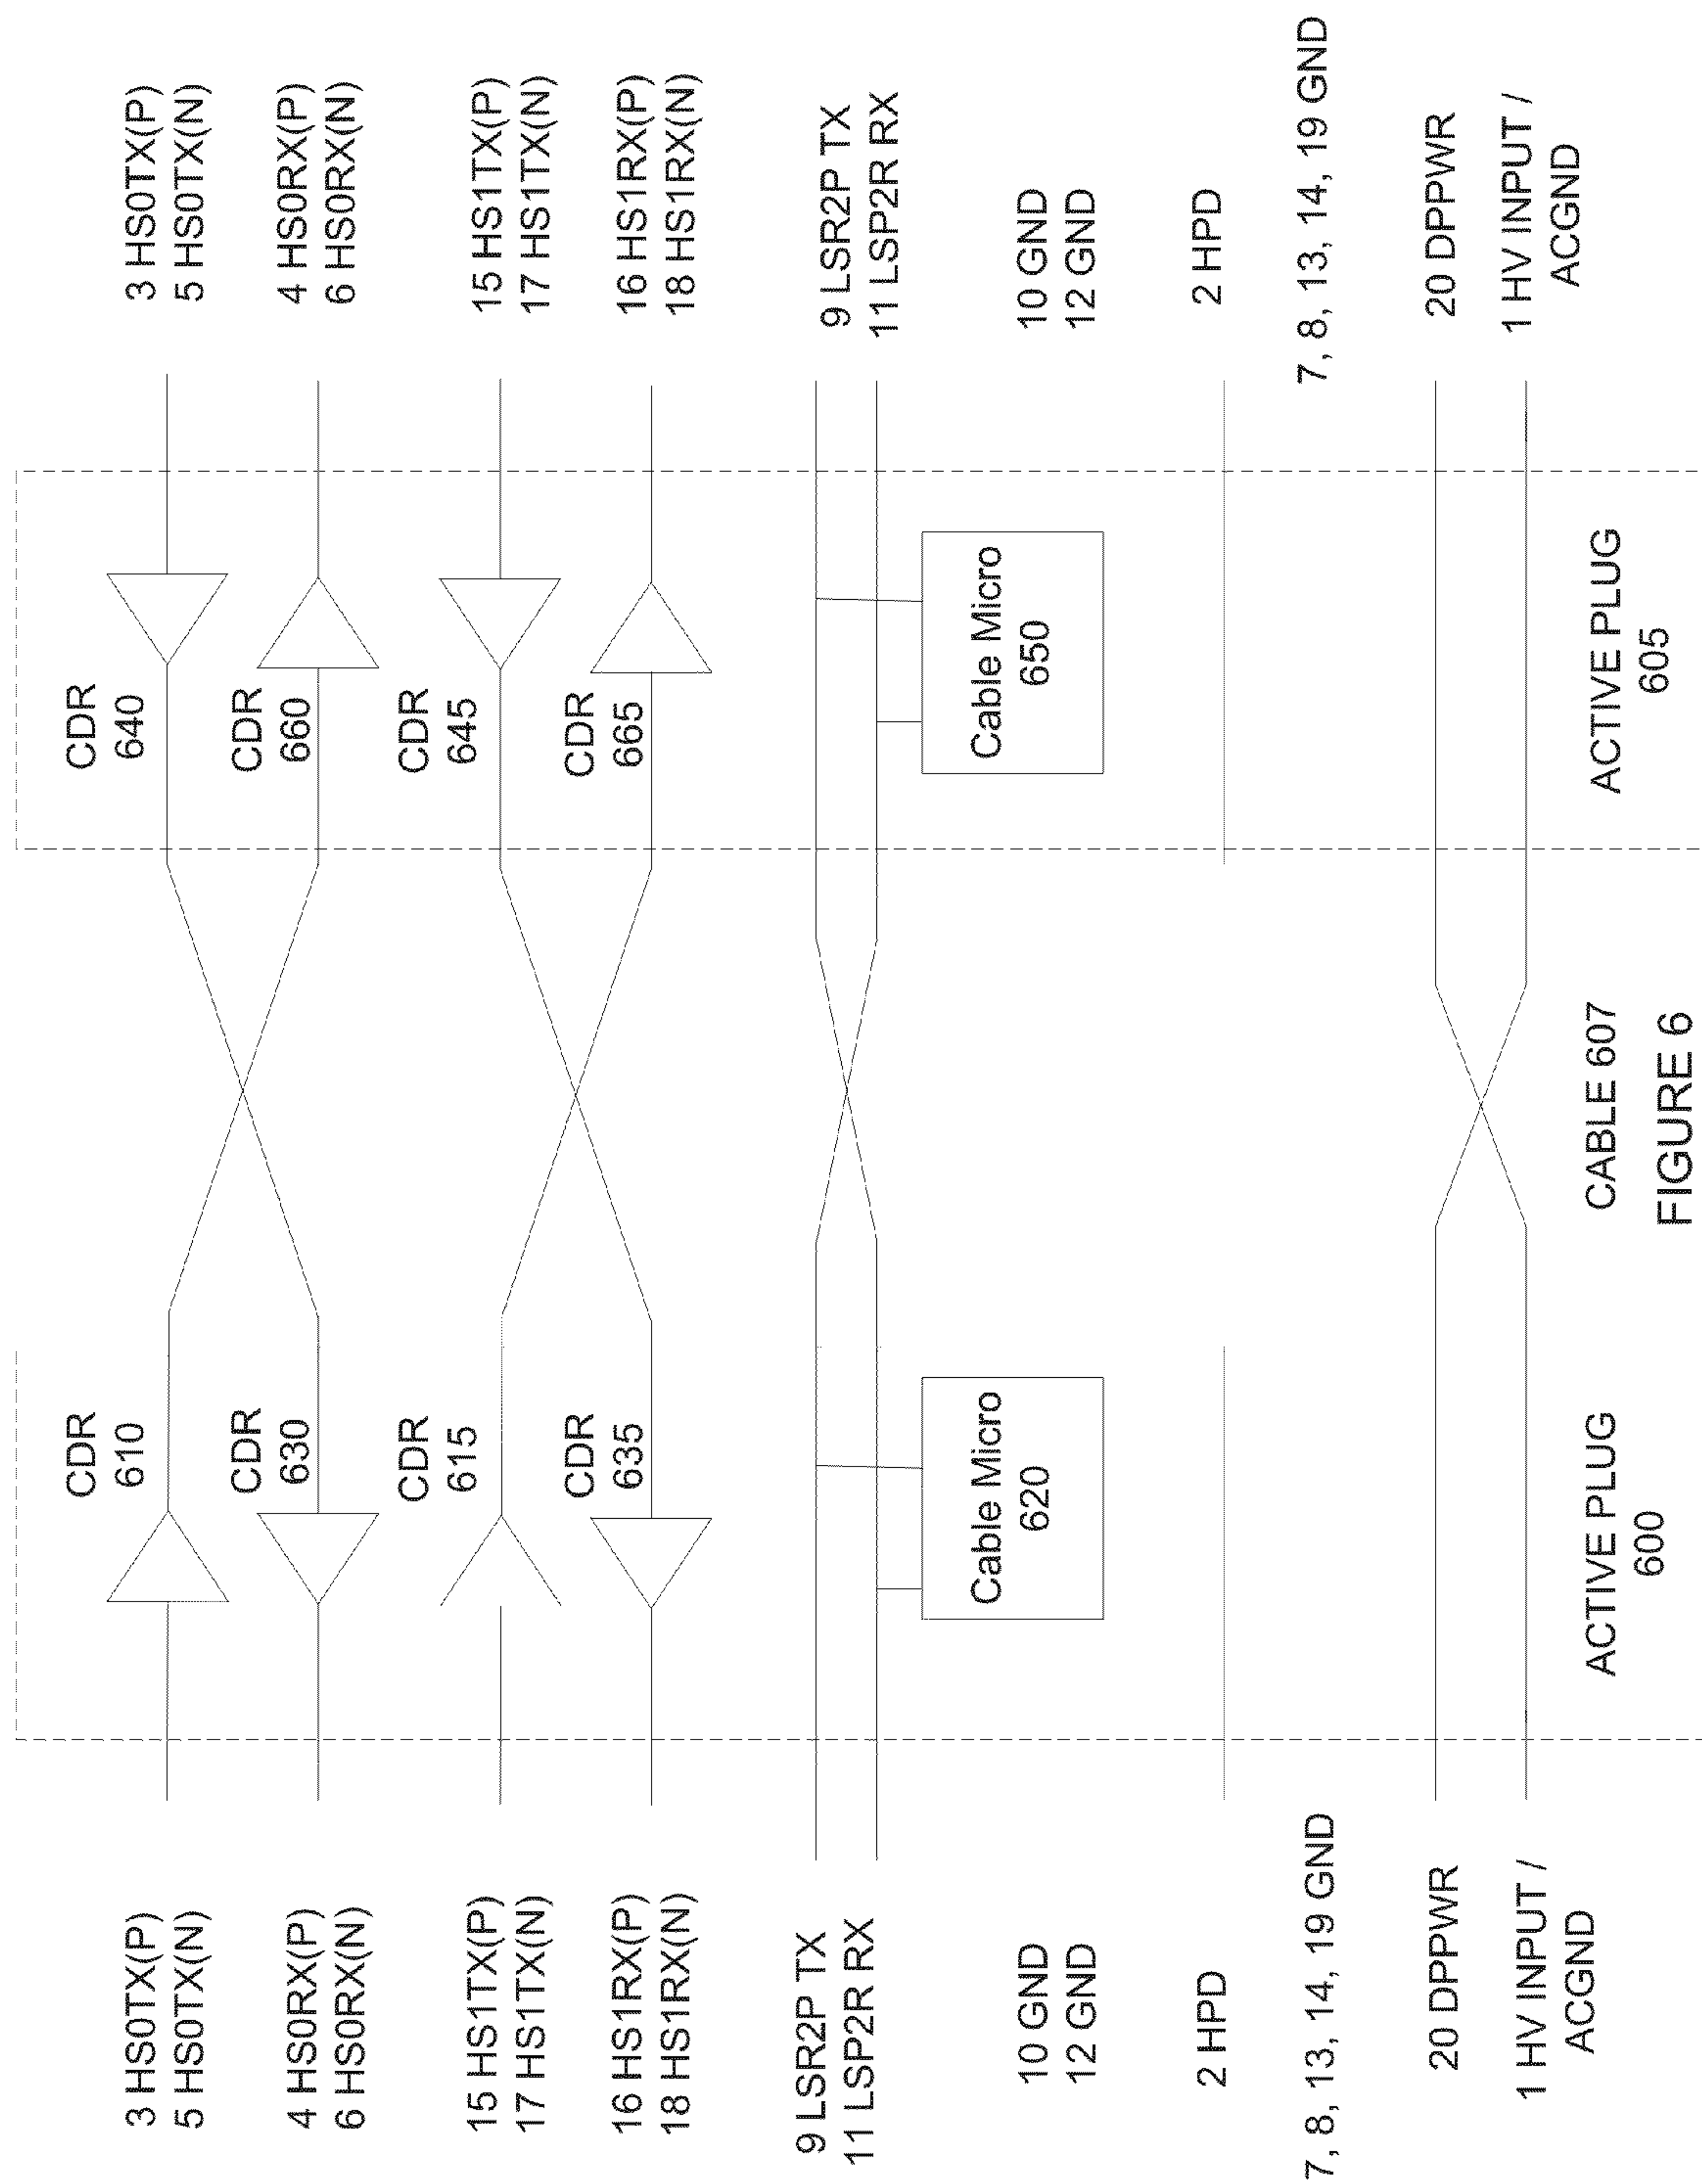 3 HS0TX(P)
5 HS0TX(N)
4 HS0RX(P)
6 HS0RX(N)
15 HS1TX(P)
17 HS1TX(N)
16 HS1RX(P)
18 HS1RX(N)
9 LSR2P TX
11 LSP2R RX
10 GND
12 GND
2 HPD
7, 8, 13, 14, 19 GND
20 DPPWR
1 HV INPUT /
ACGND
CDR
610
CDR
630
CDR
615
CDR
635
Cable Micro
620
ACTIVE PLUG
600
CABLE 607
CDR
640
CDR
660
CDR
645
CDR
665
Cable Micro
650
ACTIVE PLUG
605
3 HS0TX(P)
5 HS0TX(N)
4 HS0RX(P)
6 HS0RX(N)
15 HS1TX(P)
17 HS1TX(N)
16 HS1RX(P)
18 HS1RX(N)
9 LSR2P TX
11 LSP2R RX
10 GND
12 GND
2 HPD
7, 8, 13, 14, 19 GND
20 DPPWR
1 HV INPUT /
ACGND
FIGURE 6